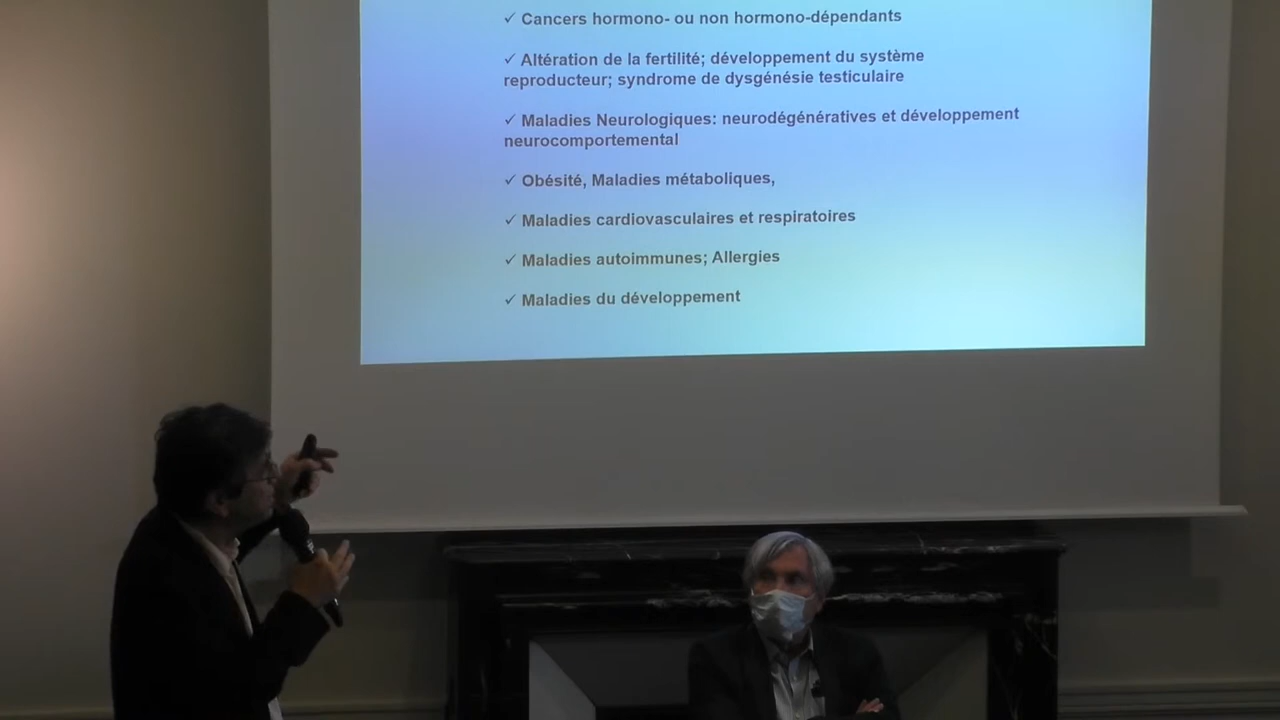 ✓ Cancers hormono- ou non hormono-dépendants
✓ Altération de la fertilité; développement du système
reproducteur; syndrome de dysgénésie testiculaire
✓ Maladies Neurologiques: neurodégénératives et développement
neurocomportemental
✓ Obésité, Maladies métaboliques,
✓ Maladies cardiovasculaires et respiratoires
✓ Maladies autoimmunes; Allergies
✓ Maladies du développement